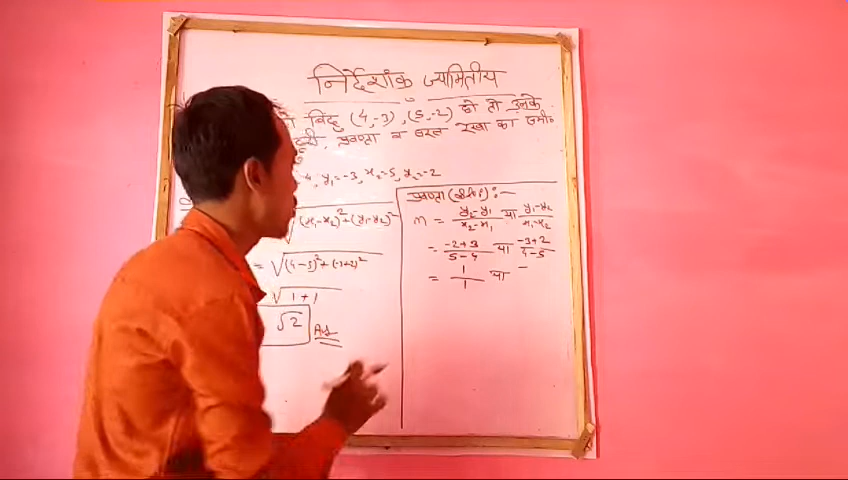 निर्देशांक ज्यामितीय
बिंदु (4,-3), (5,-2) हो तो उनके
दूरी, प्रवणता व सरल रेखा का समी०
4, y₁=-3, x₂=5, y₂=-2
√(x₁-x₂)²+(y₁-y₂)²
= √(4-5)²+(-3+2)²
√1+1
√2 Ans
प्रवणता (ढाल):-
m = y₂-y₁/x₂-x₁ या y₁-y₂/x₁-x₂
= -2+3/5-4 या -3+2/4-5
= 1/1 या -